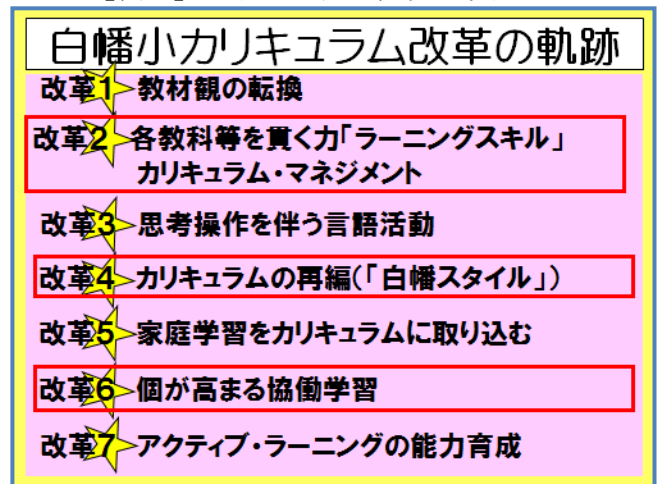 白幡小カリキュラム改革の軌跡
改革1 教材観の転換
改革2 各教科等を貫く力「ラーニングスキル」
カリキュラム・マネジメント
改革3 思考操作を伴う言語活動
改革4 カリキュラムの再編(「白幡スタイル」)
改革5 家庭学習をカリキュラムに取り込む
改革6 個が高まる協働学習
改革7 アクティブ・ラーニングの能力育成